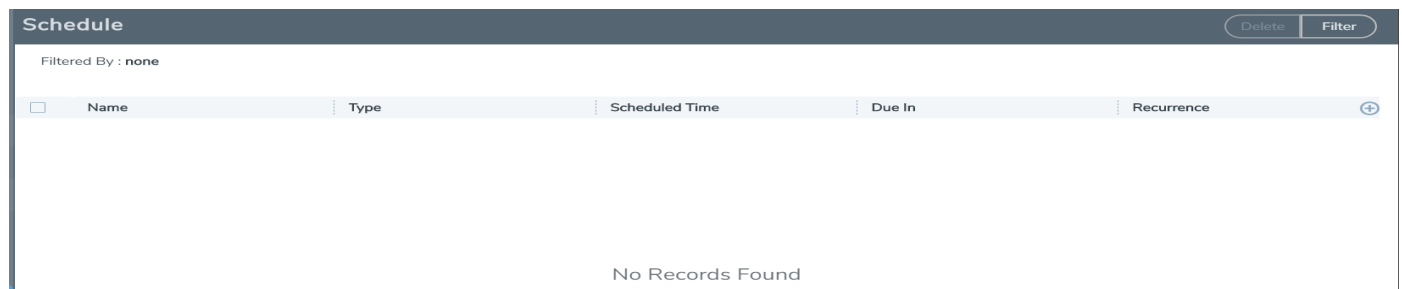 Schedule
Delete Filter
Filtered By : none
Name Type Scheduled Time Due In Recurrence
No Records Found